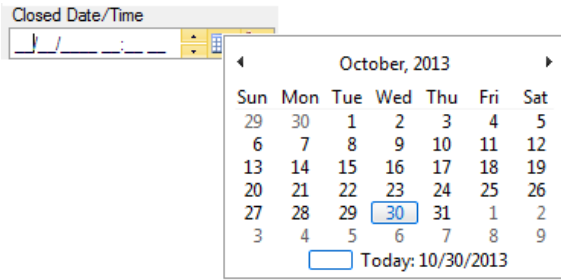 Closed Date/Time
__/__/____ __:__ __
October, 2013
Sun Mon Tue Wed Thu Fri Sat
29 30 1 2 3 4 5
6 7 8 9 10 11 12
13 14 15 16 17 18 19
20 21 22 23 24 25 26
27 28 29 30 31 1 2
3 4 5 6 7 8 9
Today: 10/30/2013